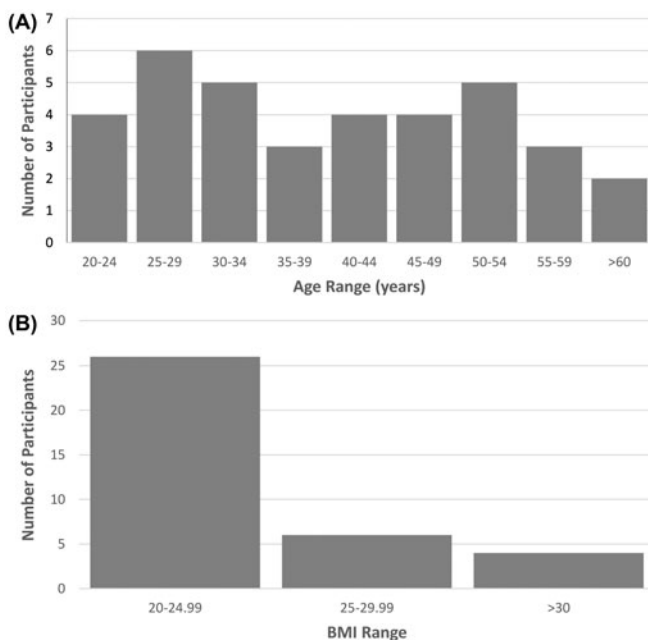 (A)
7
6
5
4
3
2
1
0
Number of Participants
20-24 25-29 30-34 35-39 40-44 45-49 50-54 55-59 >60
Age Range (years)
(B)
30
25
20
15
10
5
0
Number of Participants
20-24.99 25-29.99 >30
BMI Range